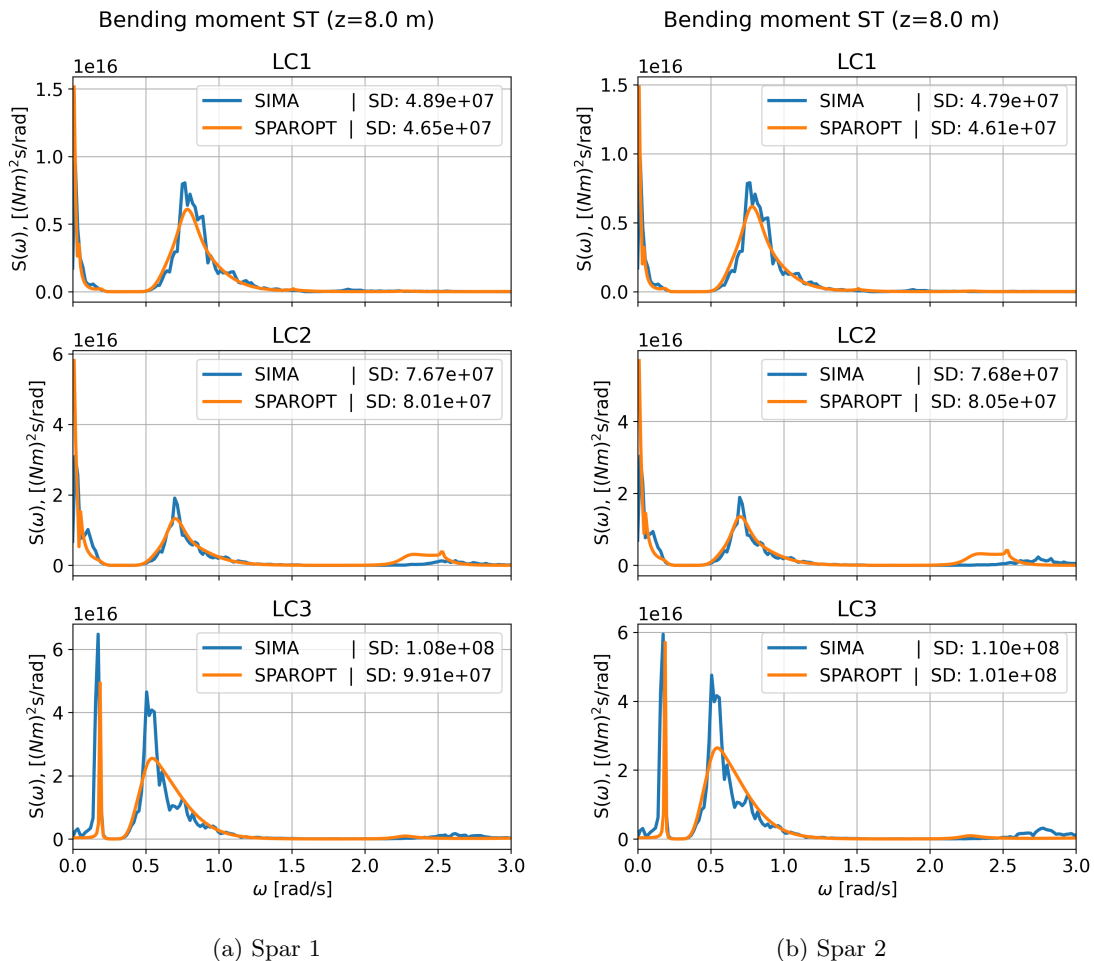 Bending moment ST (z=8.0 m)
LC1
1e16
1.5
1.0
0.5
0.0
S(ω), [(Nm)²s/rad]
SIMA | SD: 4.89e+07
SPAROPT | SD: 4.65e+07
LC2
1e16
6
4
2
0
S(ω), [(Nm)²s/rad]
SIMA | SD: 7.67e+07
SPAROPT | SD: 8.01e+07
LC3
1e16
6
4
2
0
S(ω), [(Nm)²s/rad]
SIMA | SD: 1.08e+08
SPAROPT | SD: 9.91e+07
0.0 0.5 1.0 1.5 2.0 2.5 3.0
ω [rad/s]
(a) Spar 1
Bending moment ST (z=8.0 m)
LC1
1e16
1.5
1.0
0.5
0.0
S(ω), [(Nm)²s/rad]
SIMA | SD: 4.79e+07
SPAROPT | SD: 4.61e+07
LC2
1e16
4
2
0
S(ω), [(Nm)²s/rad]
SIMA | SD: 7.68e+07
SPAROPT | SD: 8.05e+07
LC3
1e16
6
4
2
0
S(ω), [(Nm)²s/rad]
SIMA | SD: 1.10e+08
SPAROPT | SD: 1.01e+08
0.0 0.5 1.0 1.5 2.0 2.5 3.0
ω [rad/s]
(b) Spar 2